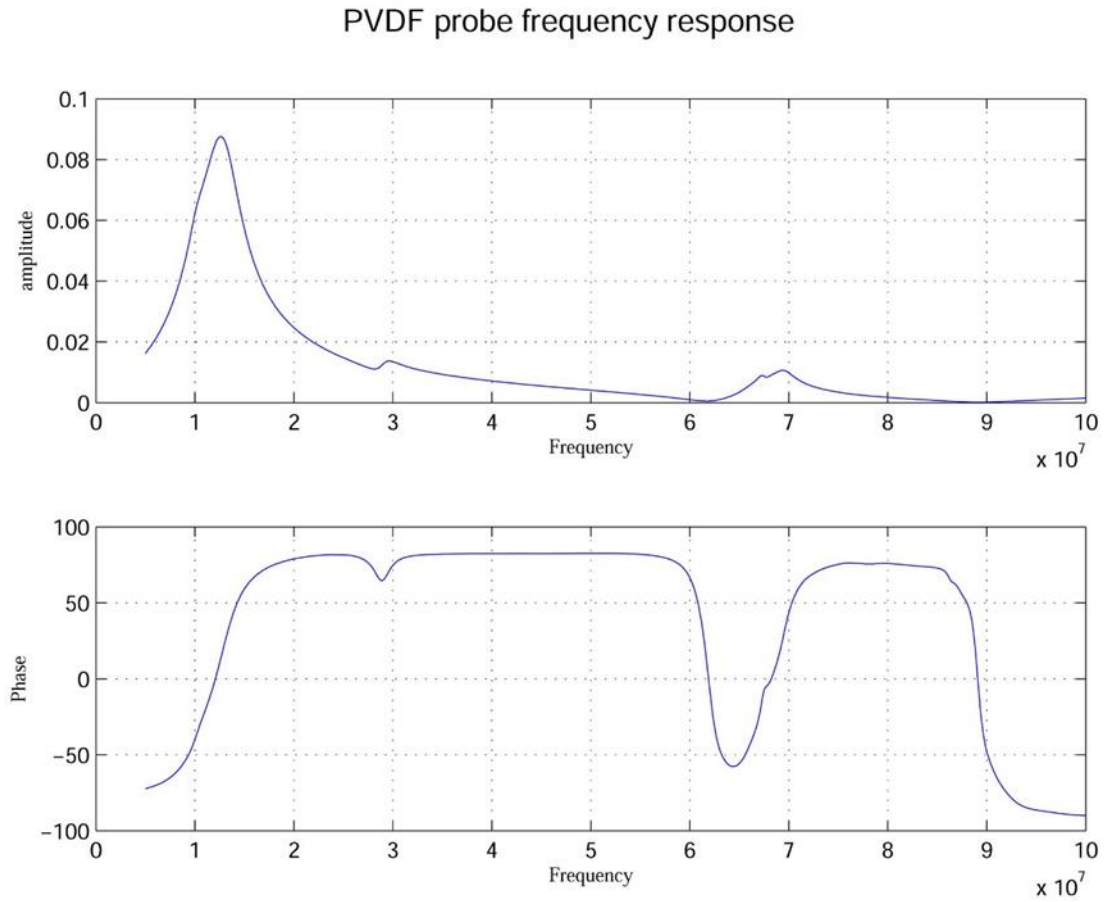 PVDF probe frequency response
0.1
0.08
0.06
0.04
0.02
0
amplitude
0 1 2 3 4 5 6 7 8 9 10
Frequency
x 10^7
100
50
0
−50
−100
Phase
0 1 2 3 4 5 6 7 8 9 10
Frequency
x 10^7